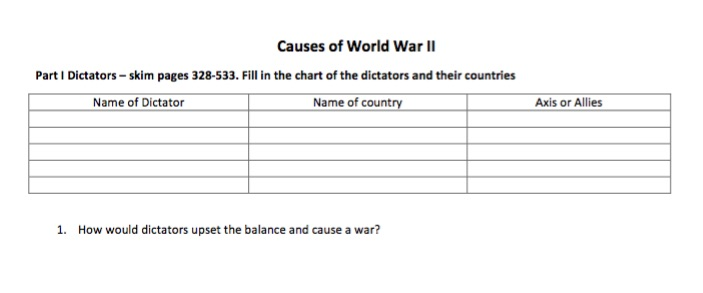 Causes of World War II
Part I Dictators – skim pages 328-533. Fill in the chart of the dictators and their countries
Name of Dictator Name of country Axis or Allies
1. How would dictators upset the balance and cause a war?